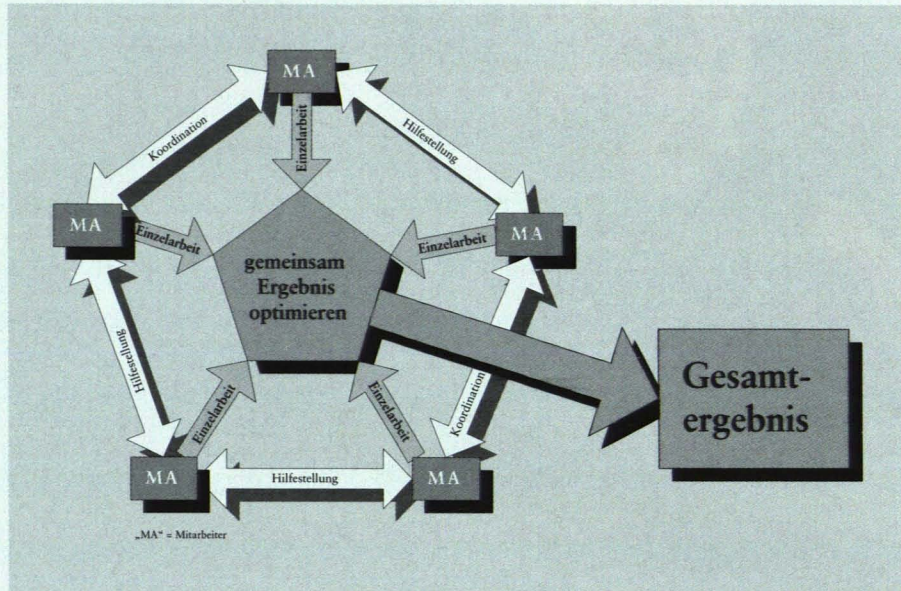 MA
Koordination
Einzelarbeit
Hilfestellung
MA
Einzelarbeit
Einzelarbeit
MA
gemeinsam
Ergebnis
optimieren
Hilfestellung
Einzelarbeit
Einzelarbeit
Koordination
Gesamt-
ergebnis
MA
Hilfestellung
MA
„MA“ = Mitarbeiter